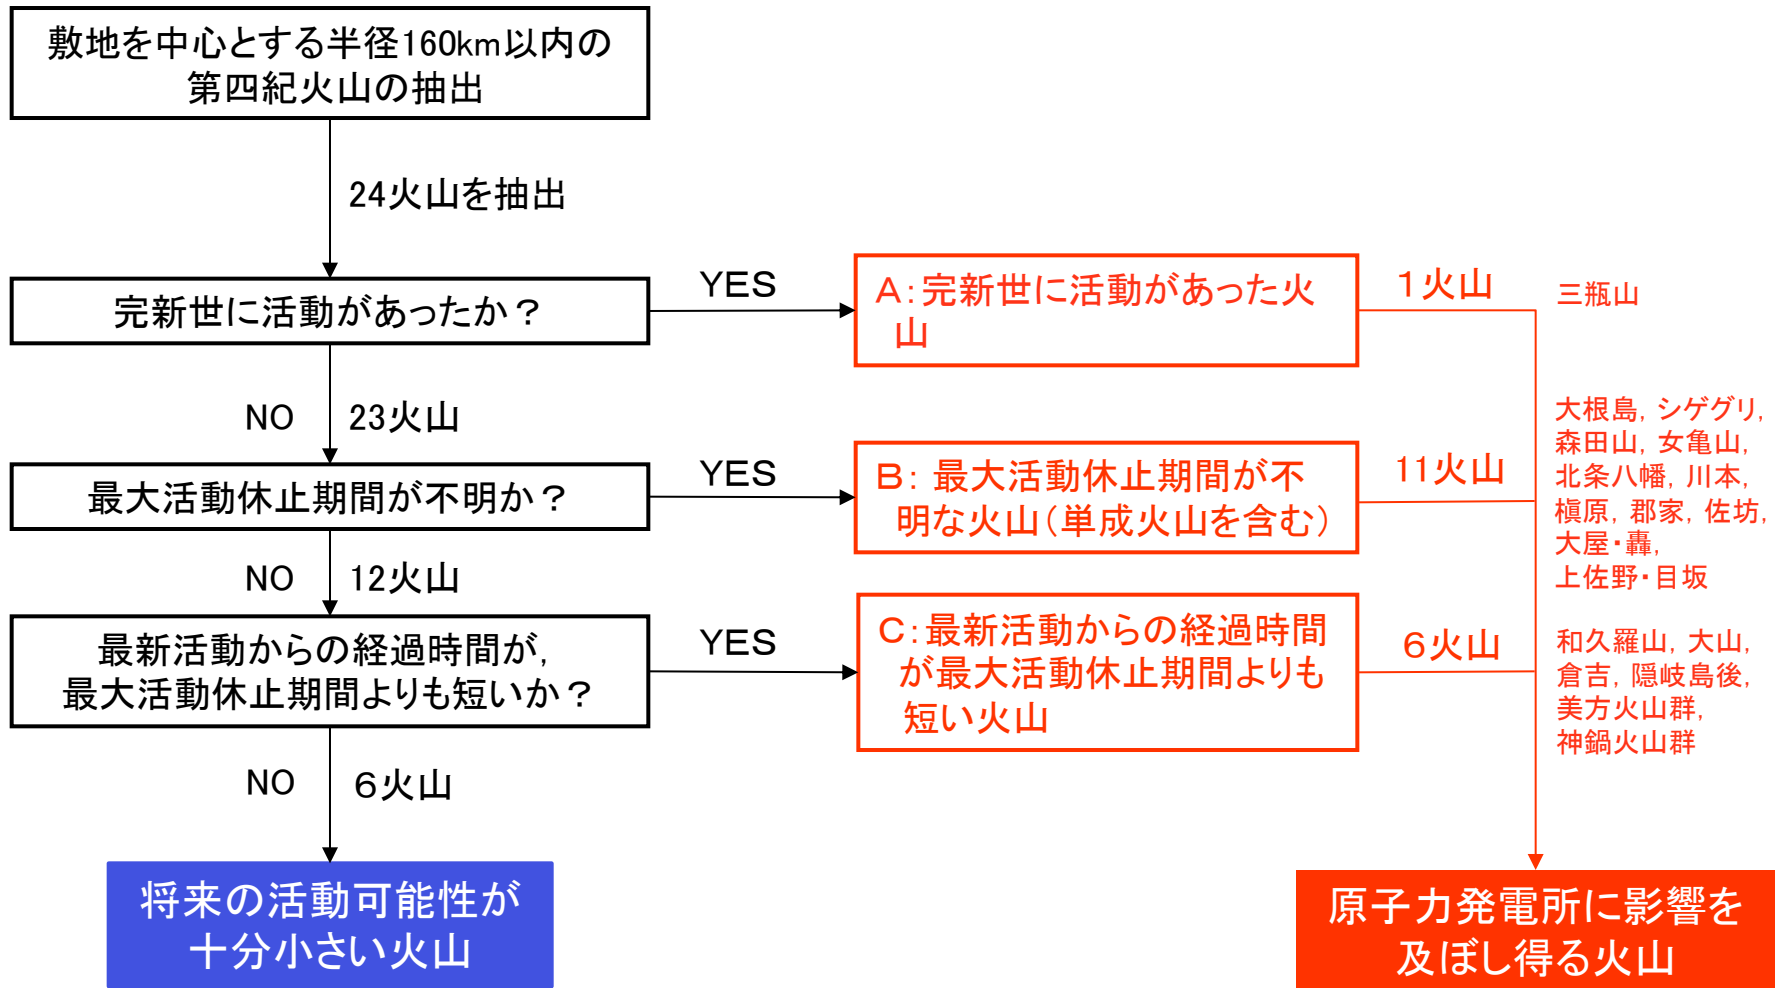 敷地を中心とする半径160km以内の
第四紀火山の抽出
24火山を抽出
完新世に活動があったか？
YES
A：完新世に活動があった火
山
1火山
三瓶山
NO
23火山
最大活動休止期間が不明か？
YES
B：最大活動休止期間が不
明な火山（単成火山を含む）
11火山
大根島，シゲグリ，
森田山，女亀山，
北条八幡，川本，
槇原，郡家，佐坊，
大屋・轟，
上佐野・目坂
NO
12火山
最新活動からの経過時間が，
最大活動休止期間よりも短いか？
YES
C：最新活動からの経過時間
が最大活動休止期間よりも
短い火山
6火山
和久羅山，大山，
倉吉，隠岐島後，
美方火山群，
神鍋火山群
NO
6火山
将来の活動可能性が
十分小さい火山
原子力発電所に影響を
及ぼし得る火山